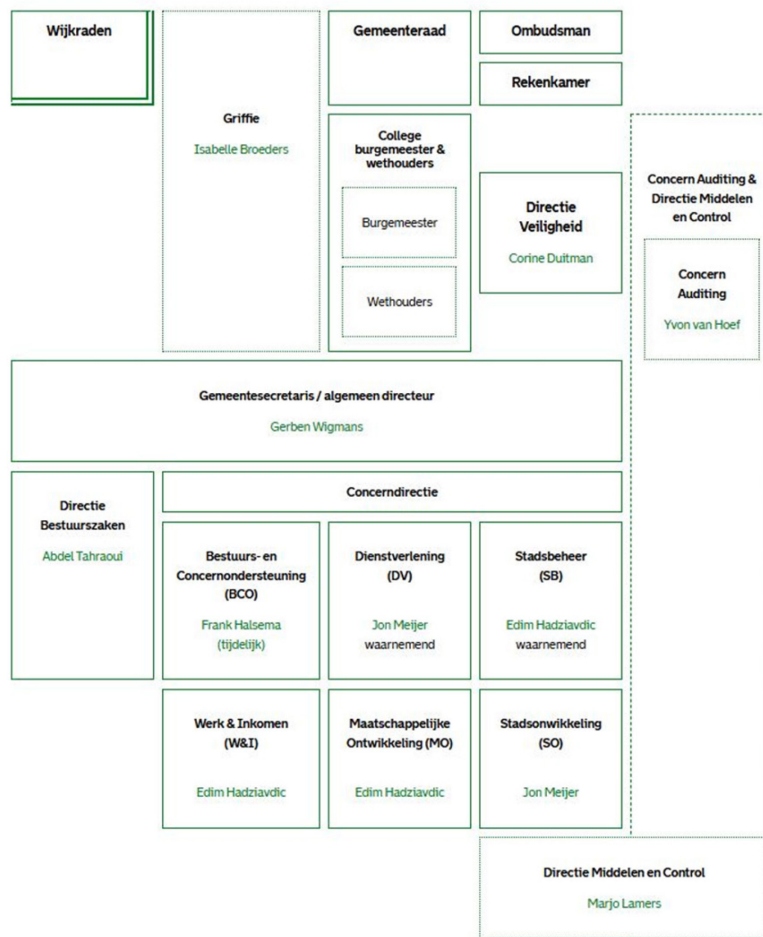 Wijkraden
Griffie
Isabelle Broeders
Gemeenteraad
Ombudsman
Rekenkamer
College
burgemeester &
wethouders
Burgemeester
Wethouders
Directie
Veiligheid
Corine Duitman
Concern Auditing &
Directie Middelen
en Control
Concern
Auditing
Yvon van Hoef
Gemeentesecretaris / algemeen directeur
Gerben Wigmans
Directie
Bestuurszaken
Abdel Tahraoui
Concerndirectie
Bestuurs- en
Concernondersteuning
(BCO)
Frank Halsema
(tijdelijk)
Dienstverlening
(DV)
Jon Meijer
waarnemend
Stadsbeheer
(SB)
Edim Hadziavdic
waarnemend
Werk & Inkomen
(W&I)
Edim Hadziavdic
Maatschappelijke
Ontwikkeling (MO)
Edim Hadziavdic
Stadsonwikkeling
(SO)
Jon Meijer
Directie Middelen en Control
Marjo Lamers